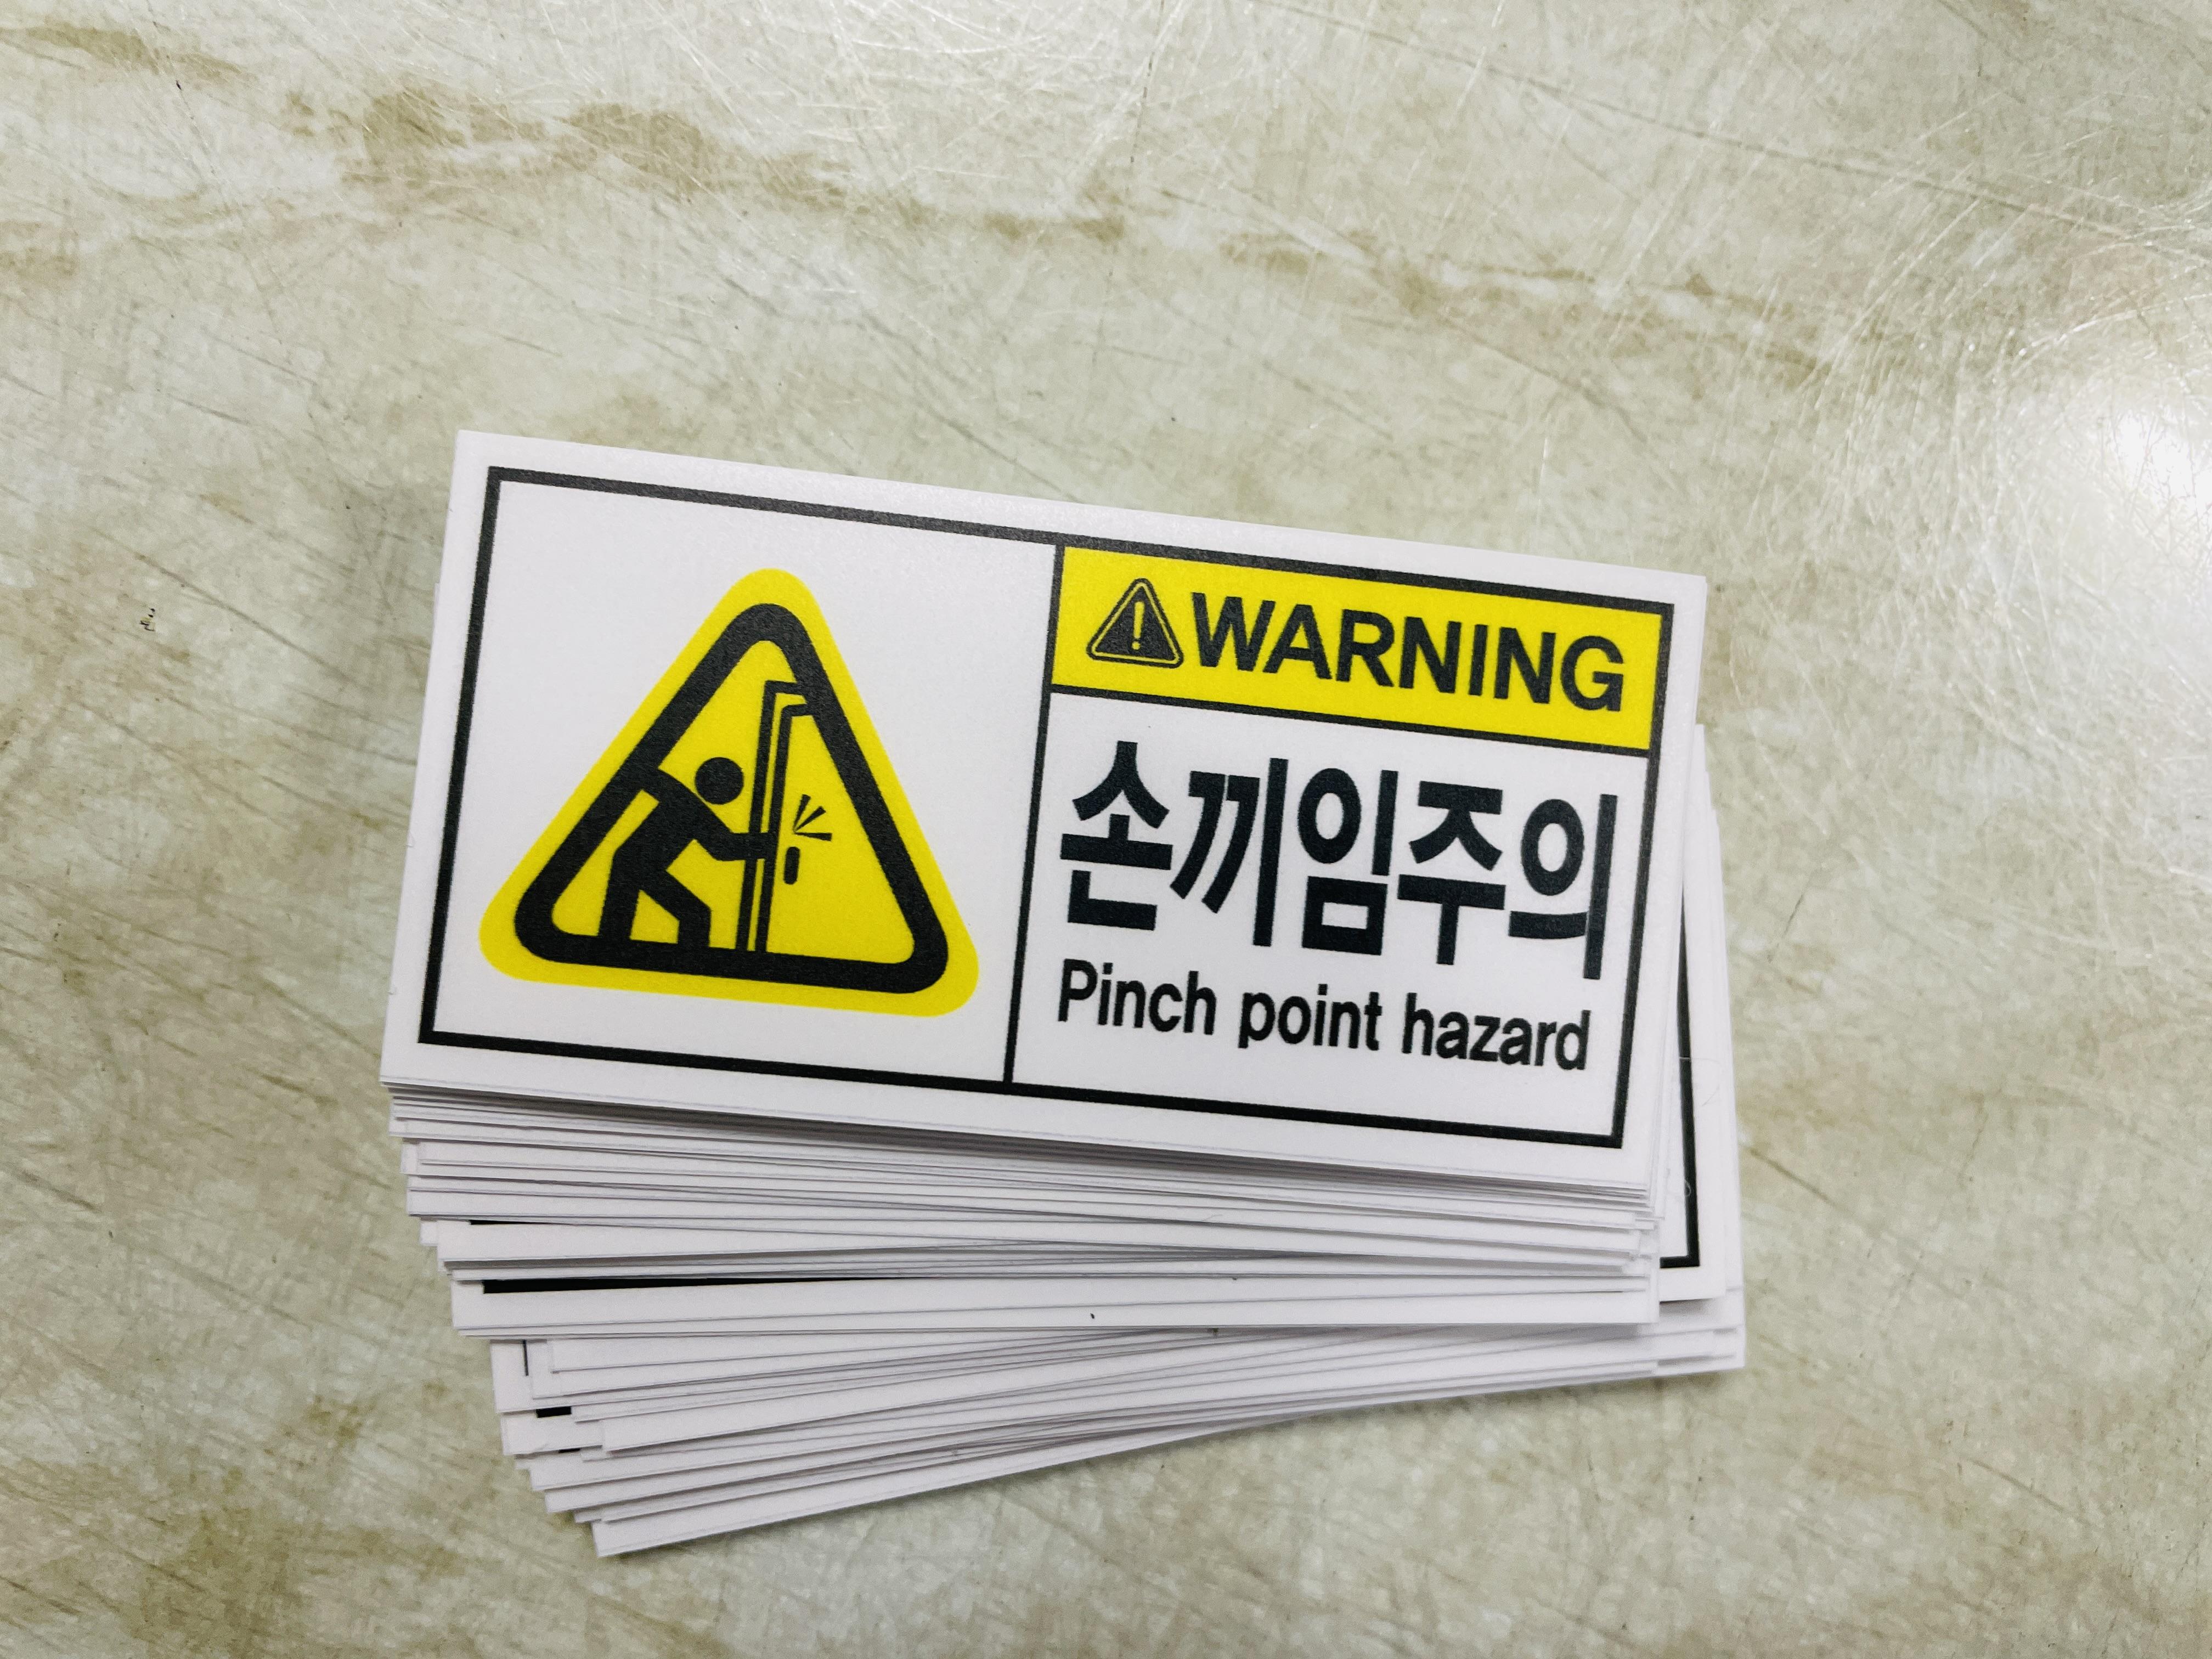 WARNING
손끼임주의
Pinch point hazard